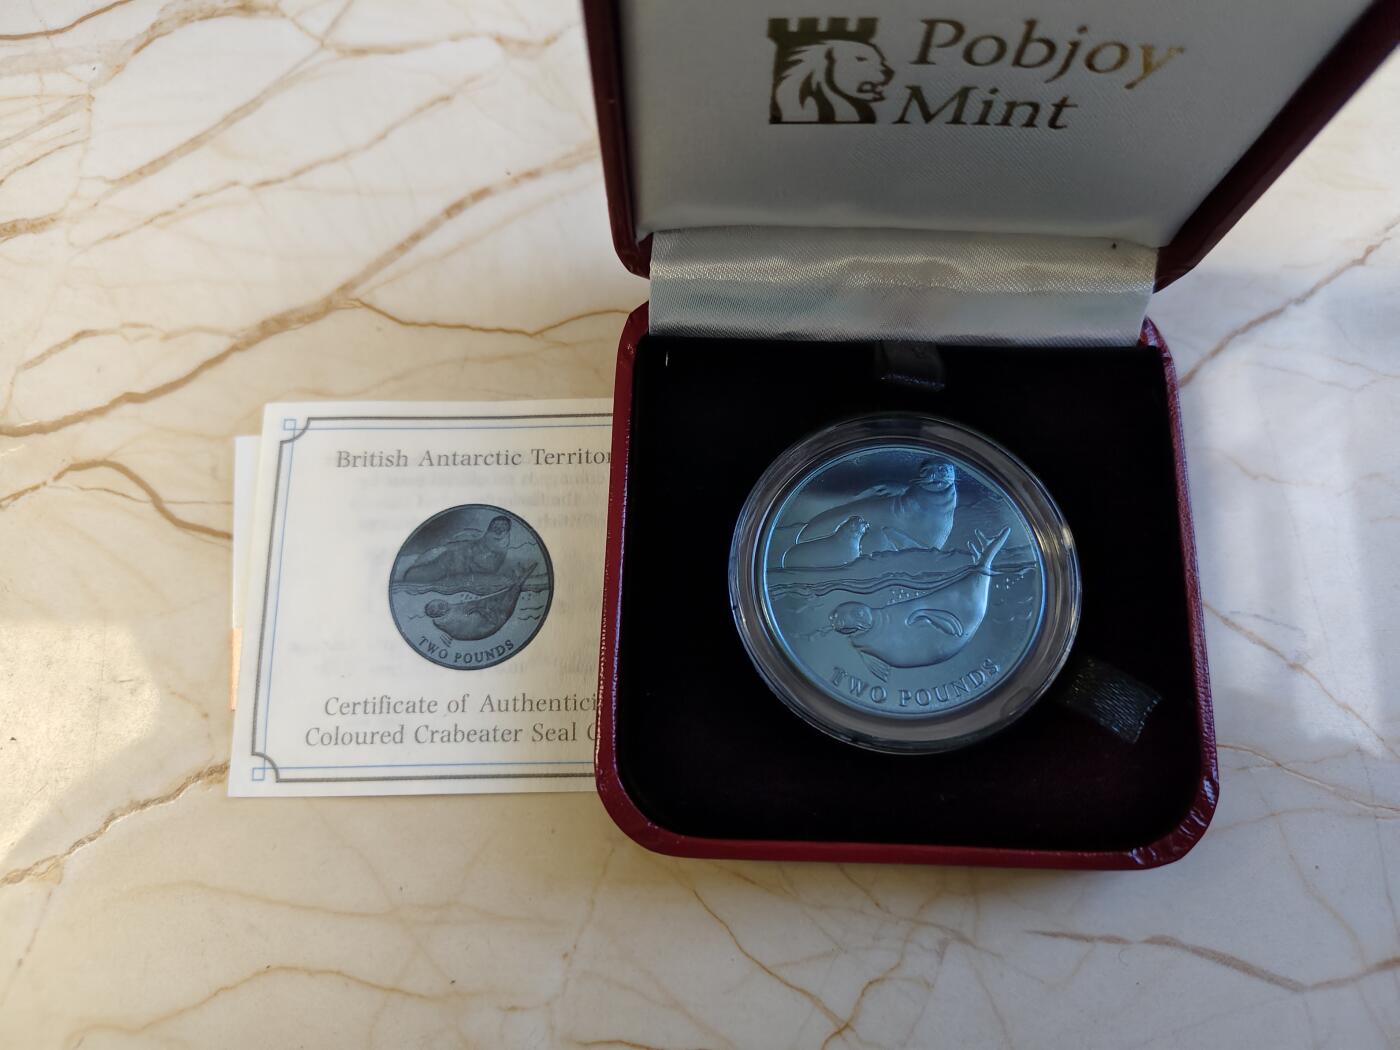 Pobjoy
Mint
British Antarctic Territor
TWO POUNDS
Certificate of Authentici
Coloured Crabeater Seal C
TWO POUNDS